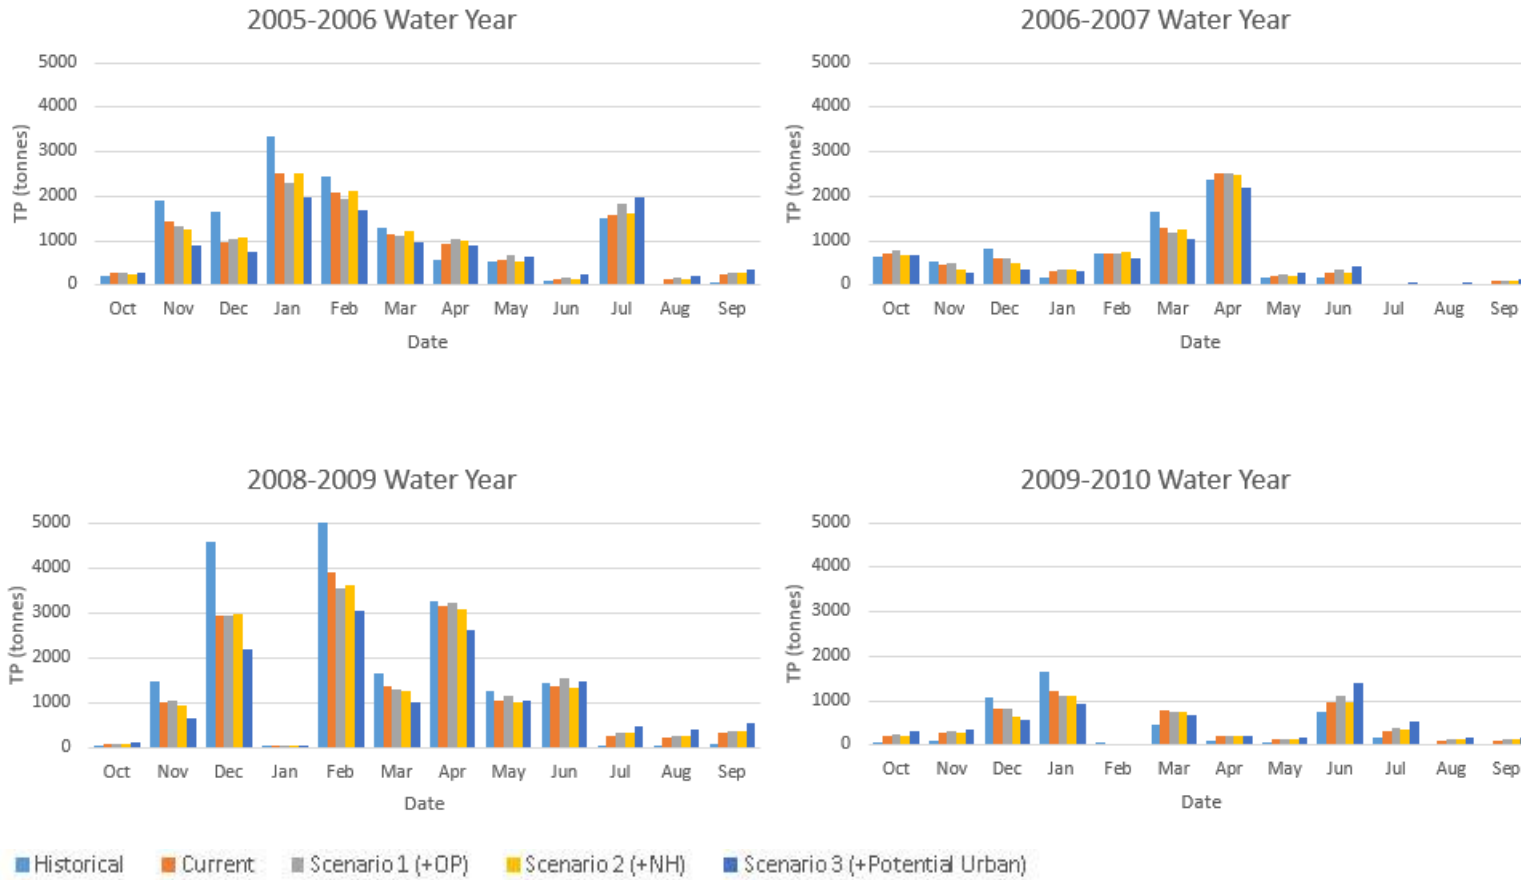 2005-2006 Water Year
5000
4000
3000
2000
1000
0
TP (tonnes)
Oct Nov Dec Jan Feb Mar Apr May Jun Jul Aug Sep
Date
2006-2007 Water Year
5000
4000
3000
2000
1000
0
TP (tonnes)
Oct Nov Dec Jan Feb Mar Apr May Jun Jul Aug Sep
Date
2008-2009 Water Year
5000
4000
3000
2000
1000
0
TP (tonnes)
Oct Nov Dec Jan Feb Mar Apr May Jun Jul Aug Sep
Date
2009-2010 Water Year
5000
4000
3000
2000
1000
0
TP (tonnes)
Oct Nov Dec Jan Feb Mar Apr May Jun Jul Aug Sep
Date
Historical Current Scenario 1 (+OP) Scenario 2 (+NH) Scenario 3 (+Potential Urban)